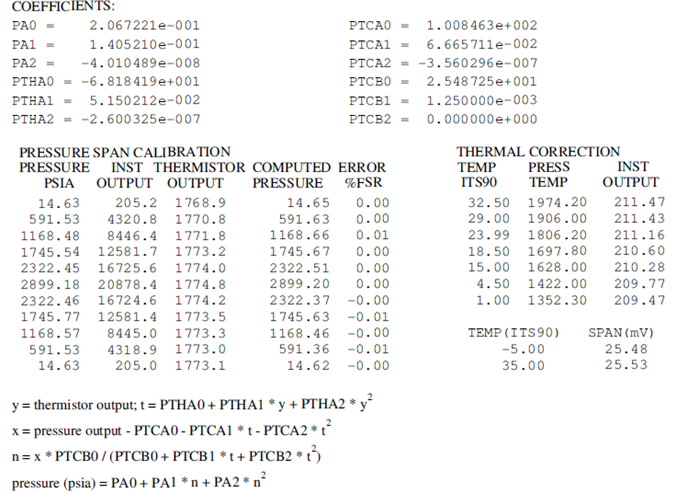 COEFFICIENTS:
PA0 = 2.067221e-001 PTCA0 = 1.008463e+002
PA1 = 1.405210e-001 PTCA1 = 6.665711e-002
PA2 = -4.010489e-008 PTCA2 = -3.560296e-007
PTHA0 = -6.818419e+001 PTCB0 = 2.548725e+001
PTHA1 = 5.150212e-002 PTCB1 = 1.250000e-003
PTHA2 = -2.600325e-007 PTCB2 = 0.000000e+000
PRESSURE SPAN CALIBRATION
PRESSURE INST THERMISTOR COMPUTED ERROR
PSIA OUTPUT OUTPUT PRESSURE %FSR
14.63 205.2 1768.9 14.65 0.00
591.53 4320.8 1770.8 591.63 0.00
1168.48 8446.4 1771.8 1168.66 0.01
1745.54 12581.7 1773.2 1745.67 0.00
2322.45 16725.6 1774.0 2322.51 0.00
2899.18 20878.4 1774.8 2899.20 0.00
2322.46 16724.6 1774.2 2322.37 -0.00
1745.77 12581.4 1773.5 1745.63 -0.01
1168.57 8445.0 1773.3 1168.46 -0.00
591.53 4318.9 1773.0 591.36 -0.01
14.63 205.0 1773.1 14.62 -0.00
THERMAL CORRECTION
TEMP PRESS INST
ITS90 TEMP OUTPUT
32.50 1974.20 211.47
29.00 1906.00 211.43
23.99 1806.20 211.16
18.50 1697.80 210.60
15.00 1628.00 210.28
4.50 1422.00 209.77
1.00 1352.30 209.47
TEMP(ITS90) SPAN(mV)
-5.00 25.48
35.00 25.53
y = thermistor output; t = PTHA0 + PTHA1 * y + PTHA2 * y²
x = pressure output - PTCA0 - PTCA1 * t - PTCA2 * t²
n = x * PTCB0 / (PTCB0 + PTCB1 * t + PTCB2 * t²)
pressure (psia) = PA0 + PA1 * n + PA2 * n²